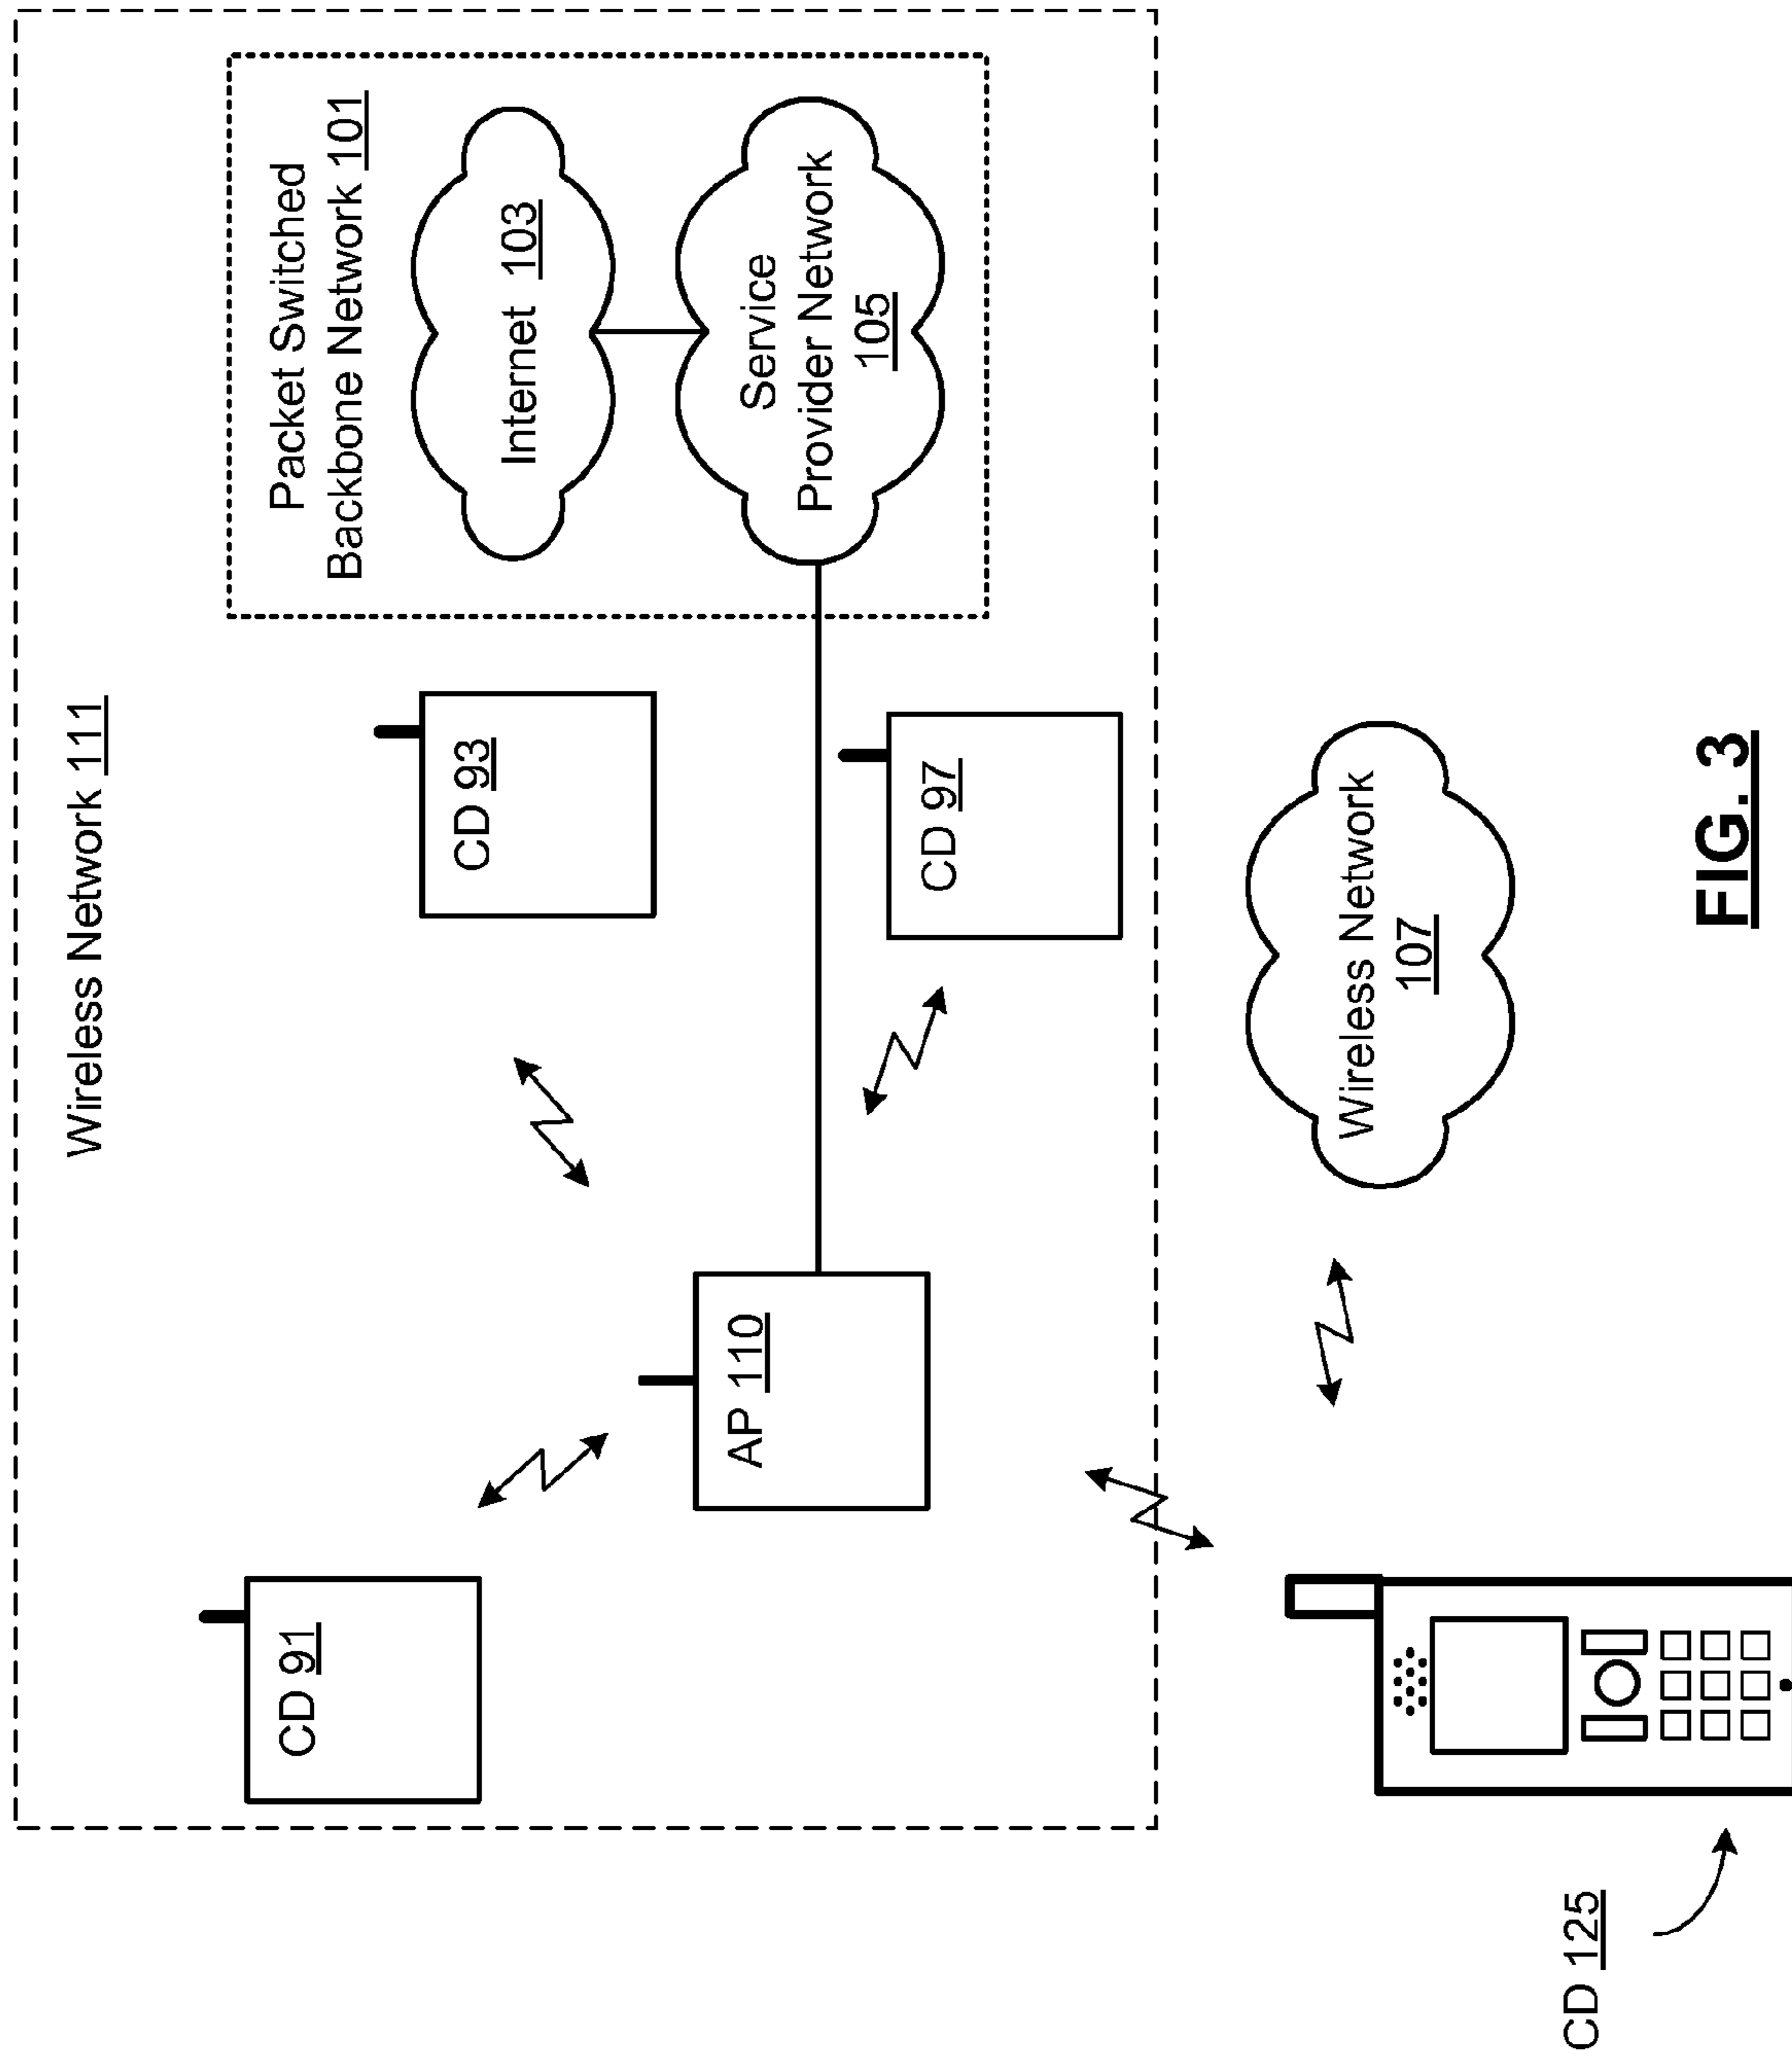 Wireless Network 111
Packet Switched
Backbone Network 101
Internet 103
Service
Provider Network
105
CD 91
CD 93
AP 110
CD 97
Wireless Network
107
CD 125
FIG. 3